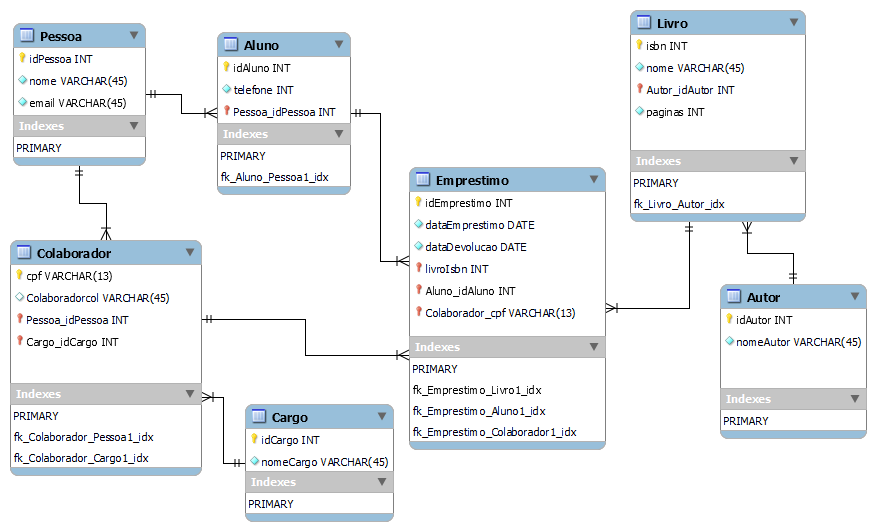 Pessoa
idPessoa INT
nome VARCHAR(45)
email VARCHAR(45)
Indexes
PRIMARY
Aluno
idAluno INT
telefone INT
Pessoa_idPessoa INT
Indexes
PRIMARY
fk_Aluno_Pessoa1_idx
Livro
isbn INT
nome VARCHAR(45)
Autor_idAutor INT
paginas INT
Indexes
PRIMARY
fk_Livro_Autor_idx
Emprestimo
idEmprestimo INT
dataEmprestimo DATE
dataDevolucao DATE
livroIsbn INT
Aluno_idAluno INT
Colaborador_cpf VARCHAR(13)
Indexes
PRIMARY
fk_Emprestimo_Livro1_idx
fk_Emprestimo_Aluno1_idx
fk_Emprestimo_Colaborador1_idx
Colaborador
cpf VARCHAR(13)
Colaboradorcol VARCHAR(45)
Pessoa_idPessoa INT
Cargo_idCargo INT
Indexes
PRIMARY
fk_Colaborador_Pessoa1_idx
fk_Colaborador_Cargo1_idx
Autor
idAutor INT
nomeAutor VARCHAR(45)
Indexes
PRIMARY
Cargo
idCargo INT
nomeCargo VARCHAR(45)
Indexes
PRIMARY